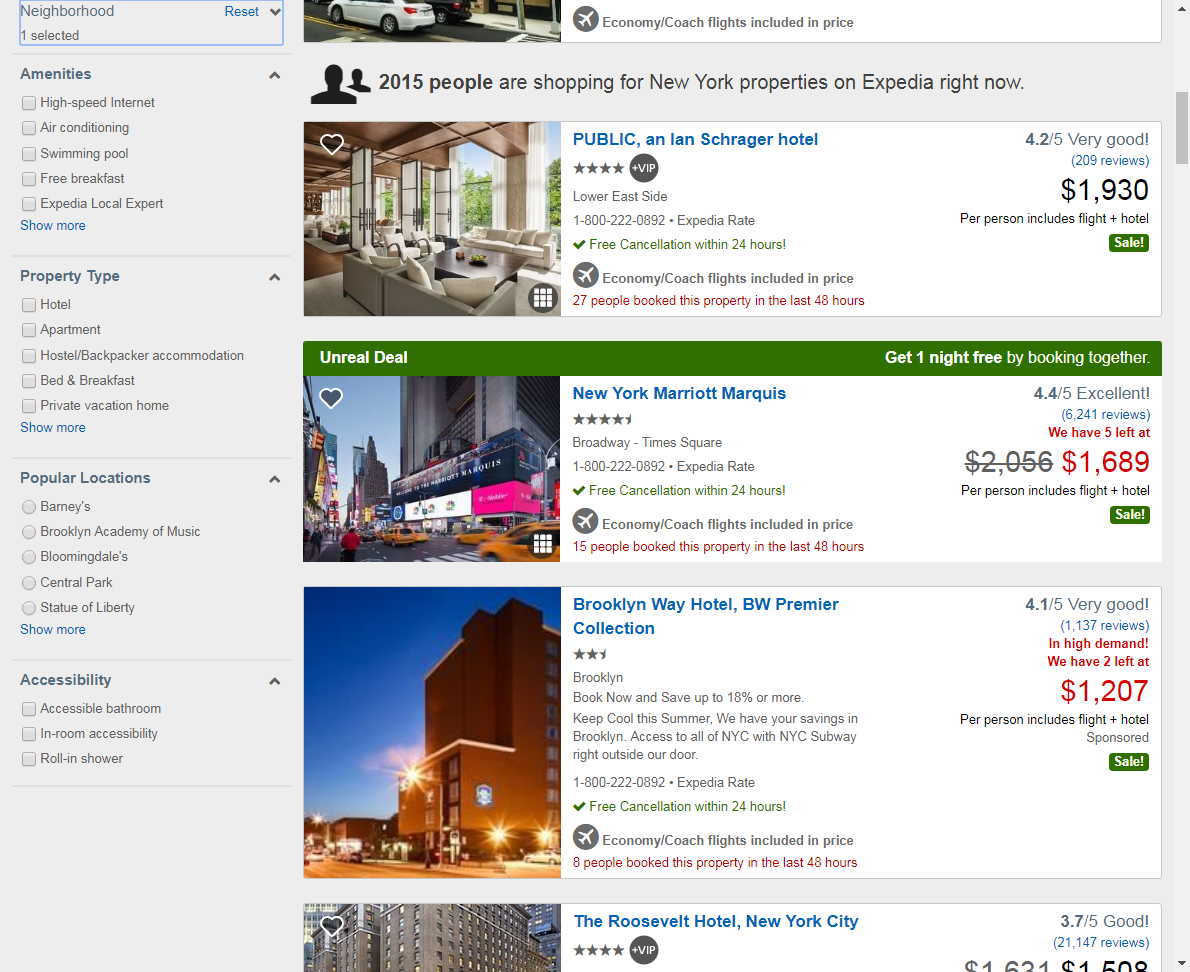 Neighborhood Reset
1 selected
Amenities
High-speed Internet
Air conditioning
Swimming pool
Free breakfast
Expedia Local Expert
Show more
Property Type
Hotel
Apartment
Hostel/Backpacker accommodation
Bed & Breakfast
Private vacation home
Show more
Popular Locations
Barney's
Brooklyn Academy of Music
Bloomingdale's
Central Park
Statue of Liberty
Show more
Accessibility
Accessible bathroom
In-room accessibility
Roll-in shower
Economy/Coach flights included in price
2015 people are shopping for New York properties on Expedia right now.
PUBLIC, an Ian Schrager hotel
+VIP
Lower East Side
1-800-222-0892 • Expedia Rate
Free Cancellation within 24 hours!
Economy/Coach flights included in price
27 people booked this property in the last 48 hours
4.2/5 Very good!
(209 reviews)
$1,930
Per person includes flight + hotel
Sale!
Unreal Deal
Get 1 night free by booking together.
WELCOME TO THE NEW YORK MARRIOTT MARQUIS
T-Mobile
New York Marriott Marquis
Broadway - Times Square
1-800-222-0892 • Expedia Rate
Free Cancellation within 24 hours!
Economy/Coach flights included in price
15 people booked this property in the last 48 hours
4.4/5 Excellent!
(6,241 reviews)
We have 5 left at
$2,056 $1,689
Per person includes flight + hotel
Sale!
Brooklyn Way Hotel, BW Premier
Collection
Brooklyn
Book Now and Save up to 18% or more.
Keep Cool this Summer, We have your savings in
Brooklyn. Access to all of NYC with NYC Subway
right outside our door.
1-800-222-0892 • Expedia Rate
Free Cancellation within 24 hours!
Economy/Coach flights included in price
8 people booked this property in the last 48 hours
4.1/5 Very good!
(1,137 reviews)
In high demand!
We have 2 left at
$1,207
Per person includes flight + hotel
Sponsored
Sale!
The Roosevelt Hotel, New York City
+VIP
3.7/5 Good!
(21,147 reviews)
$1,631 $1,508